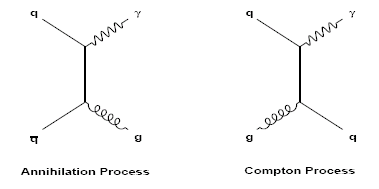 q γ q γ
q̅ g g q
Annihilation Process Compton Process